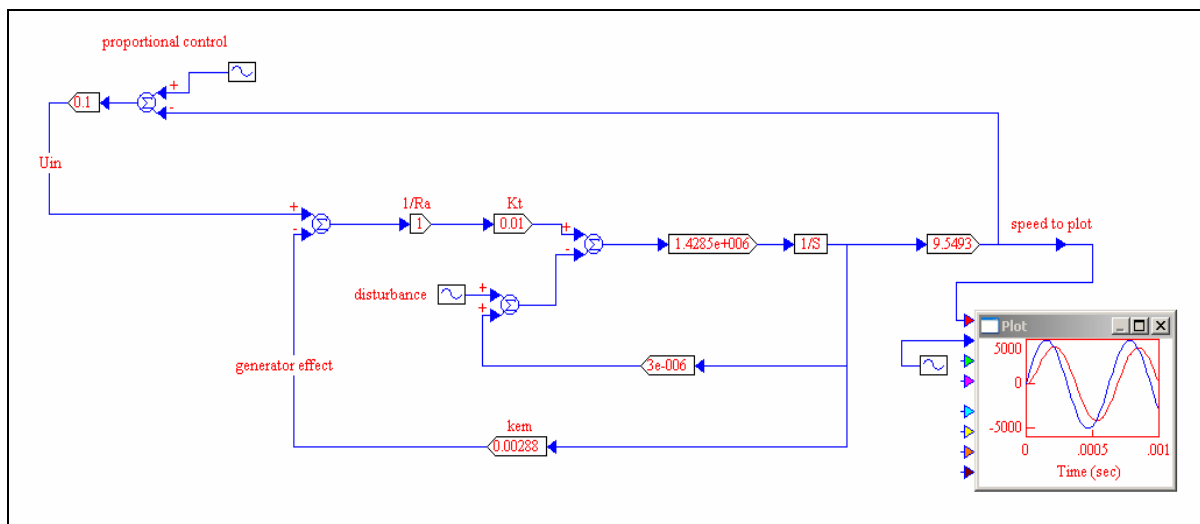 proportional control
+
Σ
-
0.1
Uin
1/Ra
Kt
+
Σ
-
1
0.01
+
Σ
-
1.4285e+006
1/S
9.5493
speed to plot
disturbance
+
Σ
+
generator effect
3e-006
kem
0.00288
Plot
5000
0
-5000
0
.0005
.001
Time (sec)